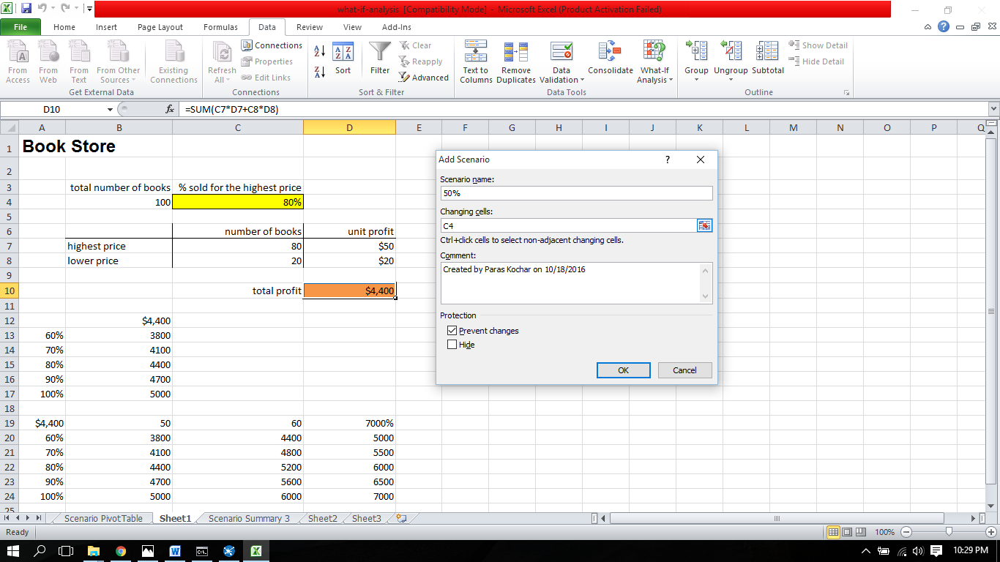 what-if-analysis [Compatibility Mode] - Microsoft Excel (Product Activation Failed)
File Home Insert Page Layout Formulas Data Review View Add-Ins
From Access
From Web
From Text
From Other Sources
Existing Connections
Refresh All
Connections
Properties
Edit Links
Sort
Filter
Clear
Reapply
Advanced
Text to Columns
Remove Duplicates
Data Validation
Consolidate
What-If Analysis
Group
Ungroup
Subtotal
Show Detail
Hide Detail
Get External Data Connections Sort & Filter Data Tools Outline
D10 fx =SUM(C7*D7+C8*D8)
A B C D E F G H I J K L M N O P Q
1 Book Store
2
3 total number of books % sold for the highest price
4 100 80%
5
6 number of books unit profit
7 highest price 80 $50
8 lower price 20 $20
9
10 total profit $4,400
11
12 $4,400
13 60% 3800
14 70% 4100
15 80% 4400
16 90% 4700
17 100% 5000
18
19 $4,400 50 60 7000%
20 60% 3800 4400 5000
21 70% 4100 4800 5500
22 80% 4400 5200 6000
23 90% 4700 5600 6500
24 100% 5000 6000 7000
25
Add Scenario ?
Scenario name:
50%
Changing cells:
C4
Ctrl+click cells to select non-adjacent changing cells.
Comment:
Created by Paras Kochar on 10/18/2016
Protection
Prevent changes
Hide
OK Cancel
Scenario PivotTable Sheet1 Scenario Summary 3 Sheet2 Sheet3
Ready 100%
10:29 PM